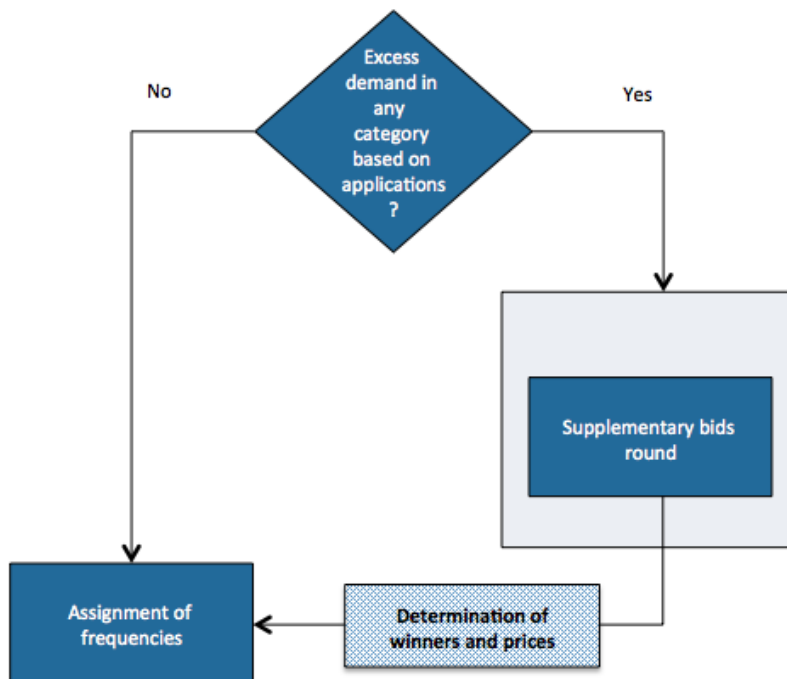 Excess
demand in
any
category
based on
applications
?
No
Yes
Supplementary bids
round
Assignment of
frequencies
Determination of
winners and prices